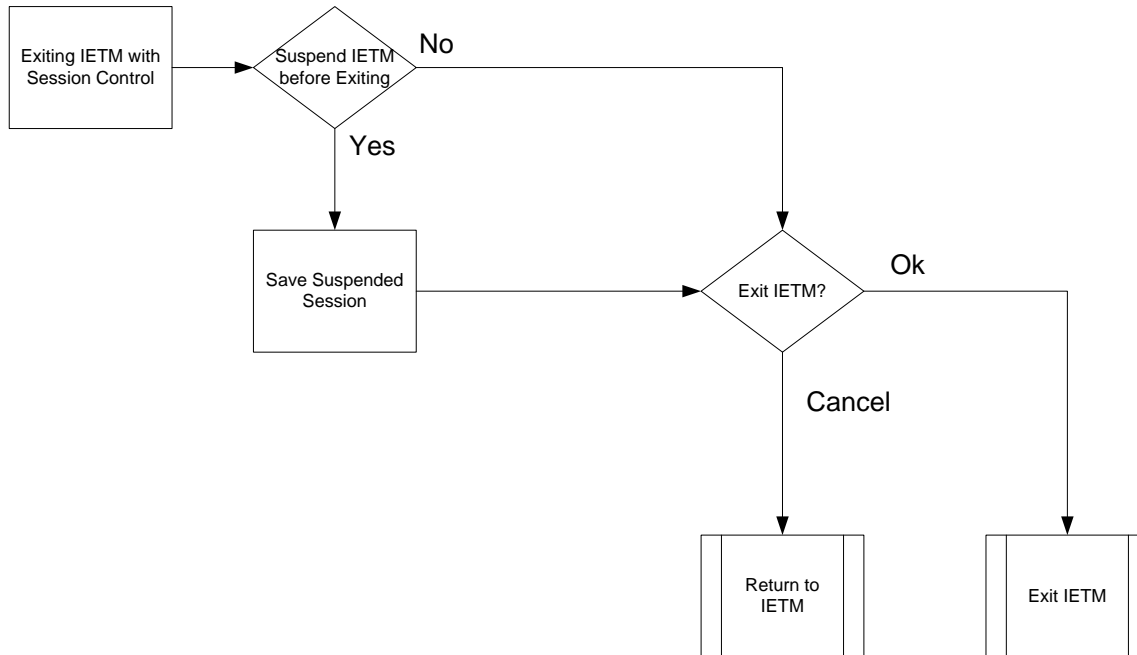 Exiting IETM with
Session Control
Suspend IETM
before Exiting
No
Yes
Save Suspended
Session
Exit IETM?
Ok
Cancel
Return to
IETM
Exit IETM